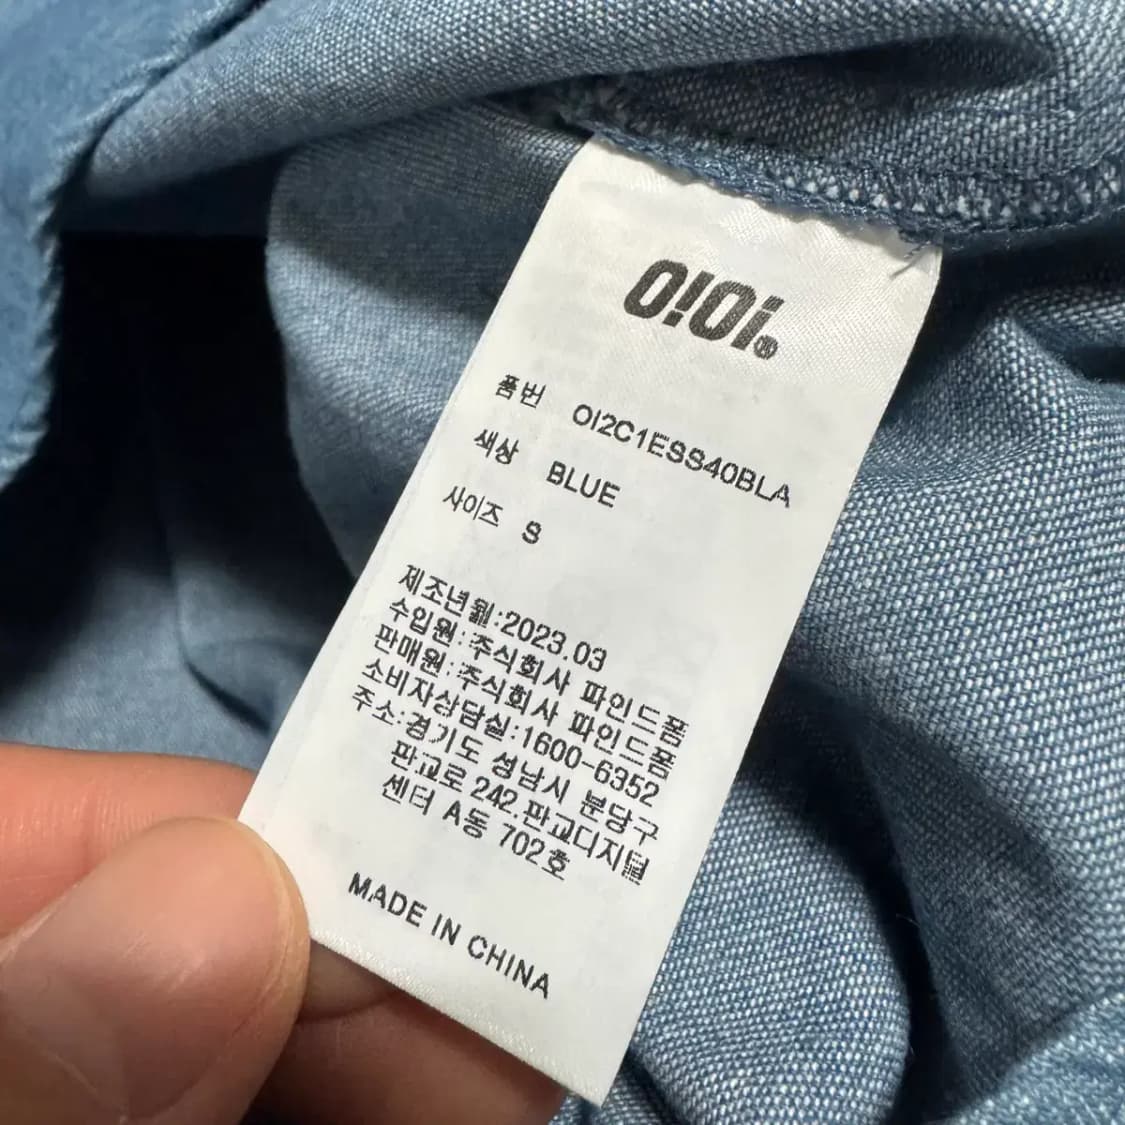 O!Oi®
품번 OI2C1ESS40BLA
색상 BLUE
사이즈 S
제조년월:2023.03
수입원:주식회사 파인드폼
판매원:주식회사 파인드폼
소비자상담실:1600-6352
주소:경기도 성남시 분당구
판교로 242.판교디지털
센터 A동 702호
MADE IN CHINA